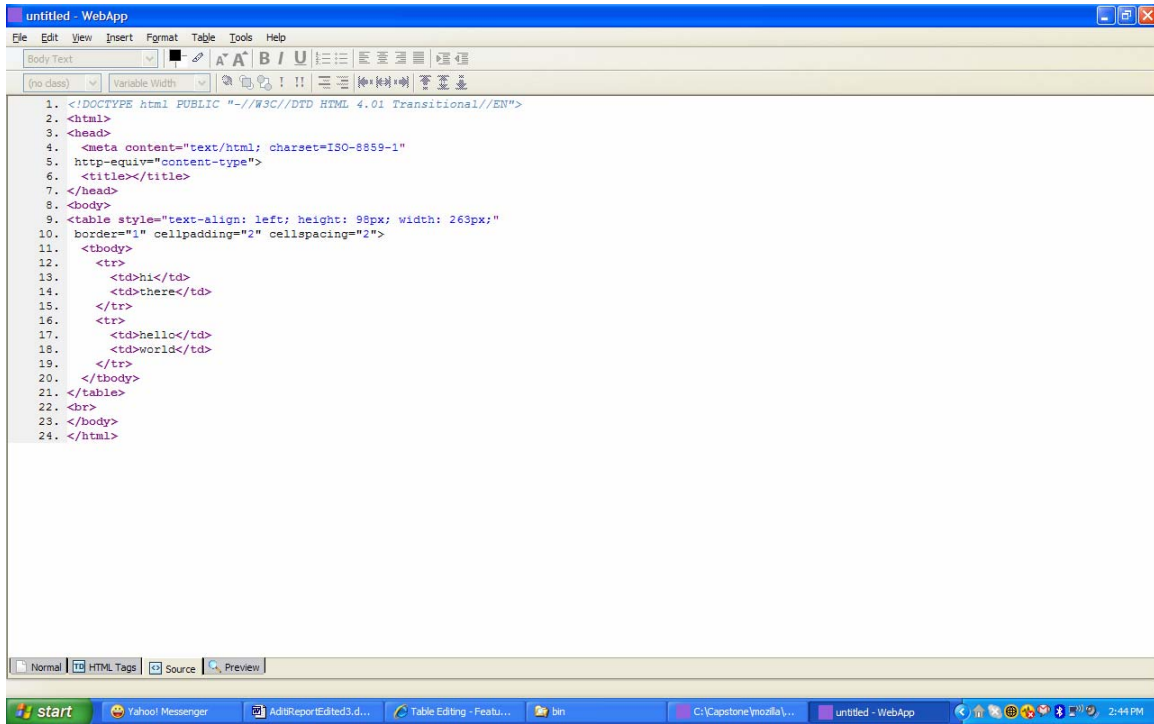 untitled - WebApp
File Edit View Insert Format Table Tools Help
Body Text A A B I U
(no class) Variable Width ! !!
1. <!DOCTYPE html PUBLIC "-//W3C//DTD HTML 4.01 Transitional//EN">
2. <html>
3. <head>
4. <meta content="text/html; charset=ISO-8859-1"
5. http-equiv="content-type">
6. <title></title>
7. </head>
8. <body>
9. <table style="text-align: left; height: 98px; width: 263px;"
10. border="1" cellpadding="2" cellspacing="2">
11. <tbody>
12. <tr>
13. <td>hi</td>
14. <td>there</td>
15. </tr>
16. <tr>
17. <td>hello</td>
18. <td>world</td>
19. </tr>
20. </tbody>
21. </table>
22. <br>
23. </body>
24. </html>
Normal TD HTML Tags Source Preview
start Yahoo! Messenger AditiReportEdited3.d... Table Editing - Featu... bin C:\Capstone\mozilla\... untitled - WebApp 2:44 PM